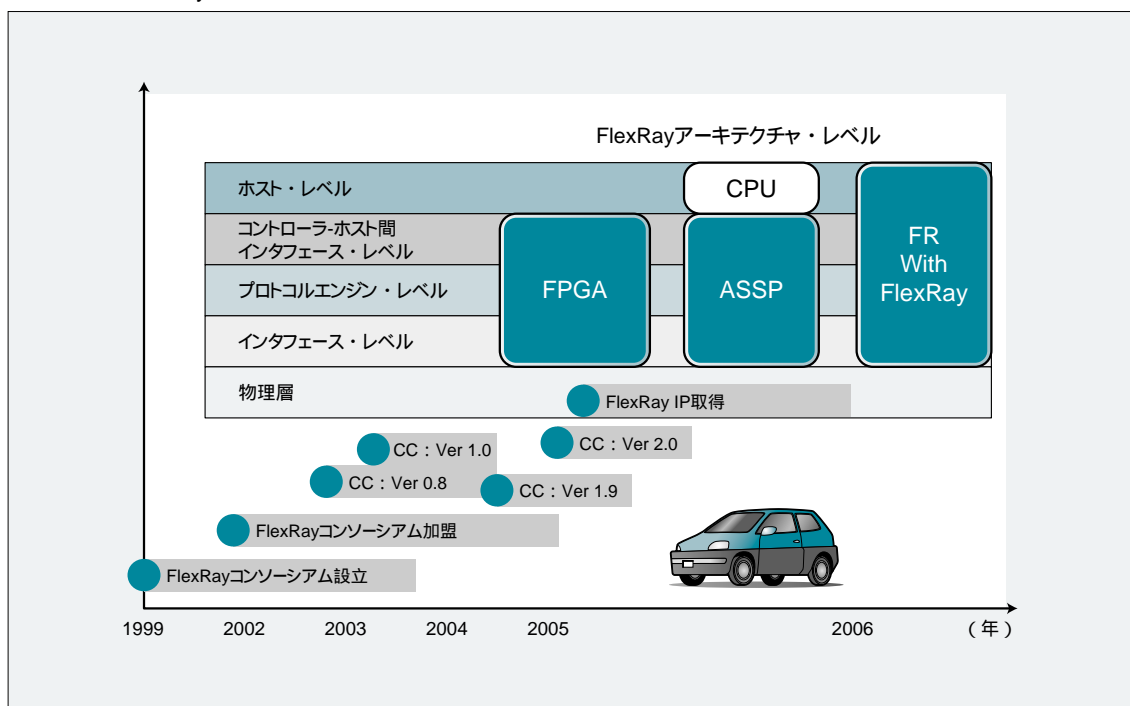 FlexRayアーキテクチャ・レベル
ホスト・レベル
CPU
コントローラ-ホスト間
インタフェース・レベル
プロトコルエンジン・レベル
インタフェース・レベル
FPGA
ASSP
FR
With
FlexRay
物理層
FlexRay IP取得
CC：Ver 1.0
CC：Ver 2.0
CC：Ver 0.8
CC：Ver 1.9
FlexRayコンソーシアム加盟
FlexRayコンソーシアム設立
1999 2002 2003 2004 2005 2006 (年)